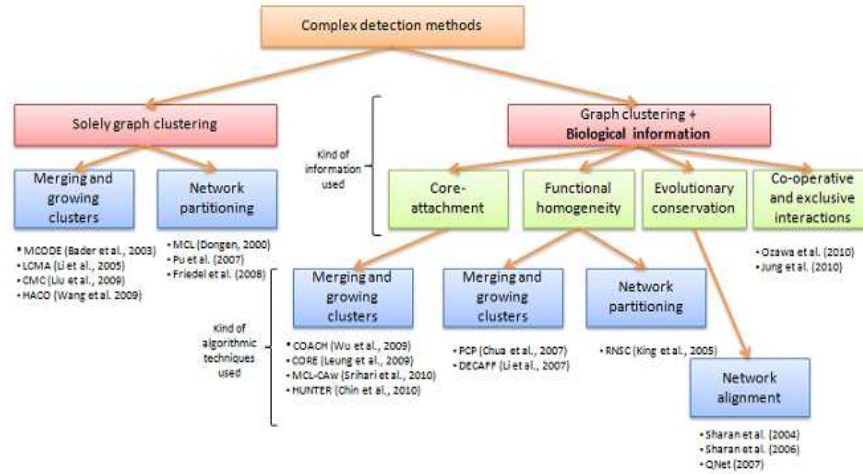 Complex detection methods
Solely graph clustering
Graph clustering +
Biological information
Kind of
information
used
Merging and
growing
clusters
Network
partitioning
Core-
attachment
Functional
homogeneity
Evolutionary
conservation
Co-operative
and exclusive
interactions
• MCODE (Bader et al., 2003)
• LCMA (Li et al., 2005)
• CMC (Liu et al., 2009)
• HACO (Wang et al. 2009)
• MCL (Dongen, 2000)
• Pu et al. (2007)
• Friedel et al. (2008)
• Ozawa et al. (2010)
• Jung et al. (2010)
Kind of
algorithmic
techniques
used
Merging and
growing
clusters
Merging and
growing
clusters
Network
partitioning
• COACH (Wu et al., 2009)
• CORE (Leung et al., 2009)
• MCL-CAw (Srihari et al., 2010)
• HUNTER (Chin et al., 2010)
• PCP (Chua et al., 2007)
• DECAFF (Li et al., 2007)
• RNSC (King et al., 2005)
Network
alignment
• Sharan et al. (2004)
• Sharan et al. (2006)
• QNet (2007)